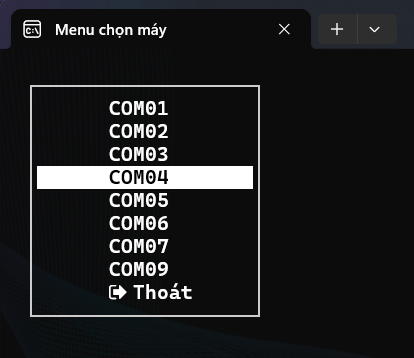 Menu chọn máy
COM01
COM02
COM03
COM04
COM05
COM06
COM07
COM09
Thoát